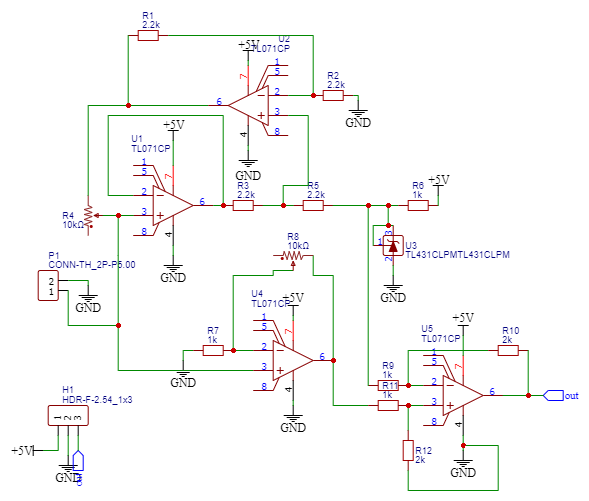 R1
2.2k
+5V
U2
TL071CP
1
5
7
6
2
3
4
8
R2
2.2k
GND
GND
U1
TL071CP
+5V
1
5
7
2
3
6
4
8
R4
10kΩ
R3
2.2k
R5
2.2k
R6
1k
+5V
GND
3
1
2
U3
TL431CLPMTL431CLPM
GND
P1
CONN-TH_2P-P5.00
2
1
GND
R8
10kΩ
U4
TL071CP
+5V
1
5
7
2
3
6
4
8
R7
1k
GND
GND
U5
TL071CP
+5V
1
5
7
2
3
6
4
8
R10
2k
R9
1k
R11
1k
out
R12
2k
GND
H1
HDR-F-2.54_1x3
1
2
3
+5V
GND